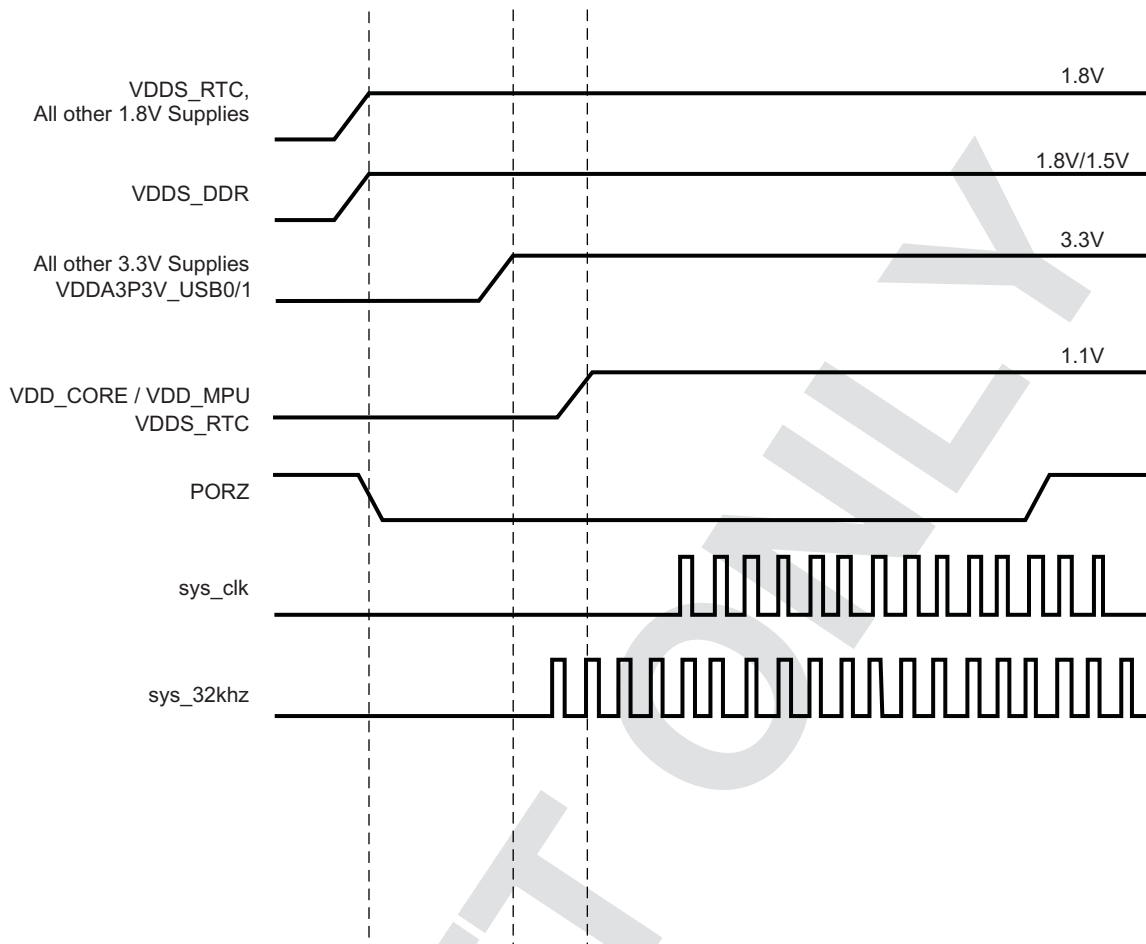 VDDS_RTC,
All other 1.8V Supplies
1.8V
VDDS_DDR
1.8V/1.5V
All other 3.3V Supplies
VDDA3P3V_USB0/1
3.3V
VDD_CORE / VDD_MPU
VDDS_RTC
1.1V
PORZ
sys_clk
sys_32khz
T ONLY